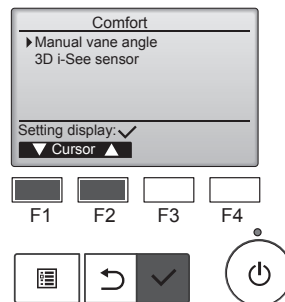 Comfort
Manual vane angle
3D i-See sensor
Setting display:✓
▼ Cursor ▲
F1 F2 F3 F4